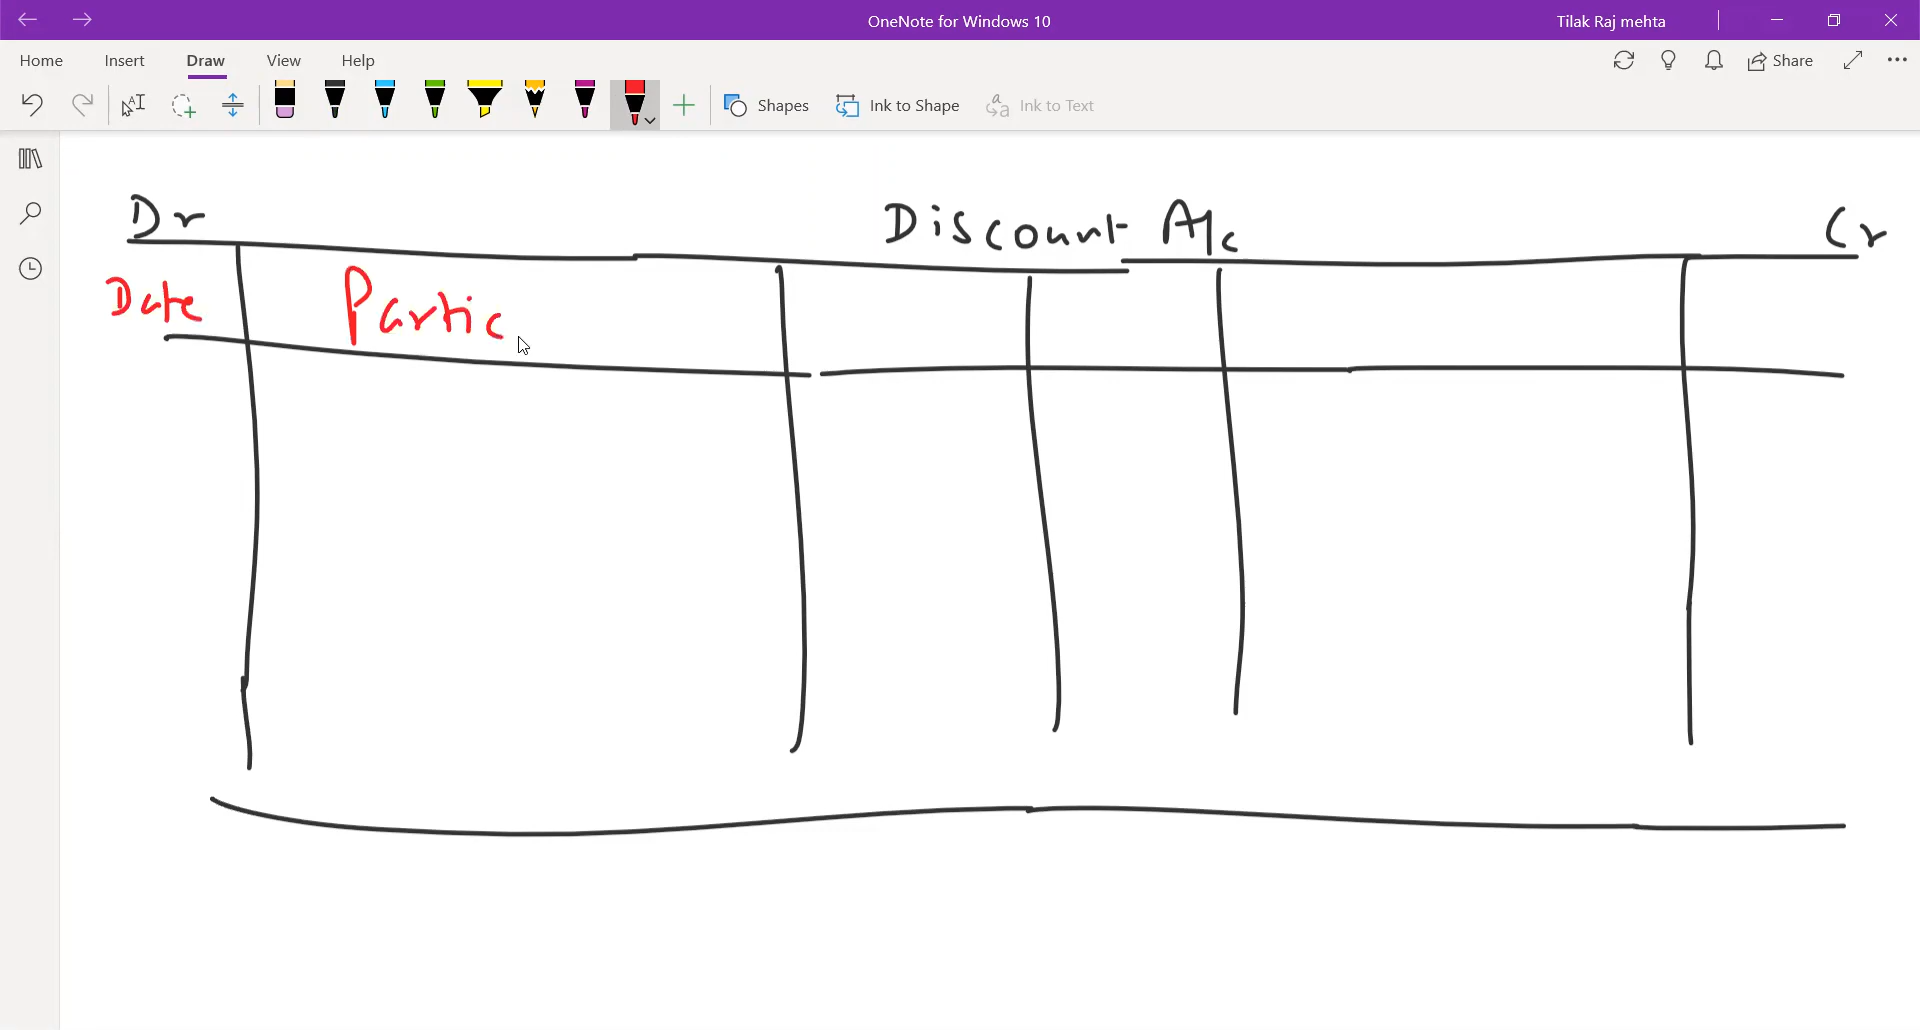 OneNote for Windows 10
Tilak Raj mehta
Home Insert Draw View Help
Share
Shapes Ink to Shape Ink to Text
Dr Discount A/c Cr
Date Partic